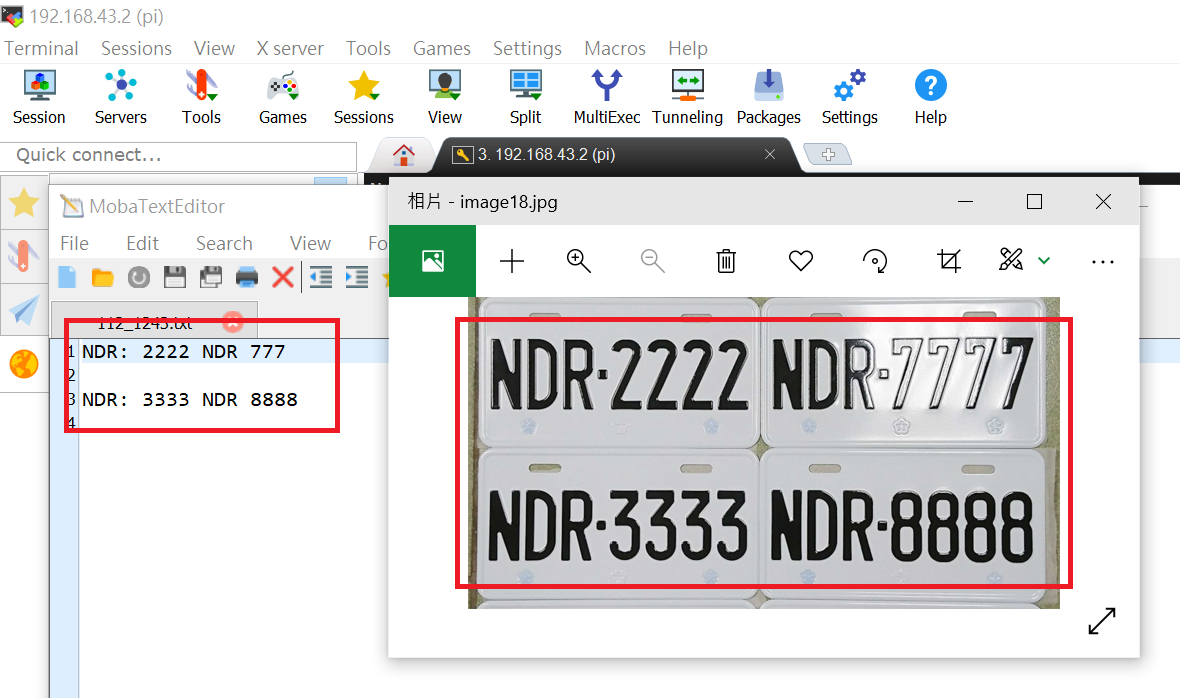 192.168.43.2 (pi)
Terminal Sessions View X server Tools Games Settings Macros Help
Session Servers Tools Games Sessions View Split MultiExec Tunneling Packages Settings Help
Quick connect...
3. 192.168.43.2 (pi)
MobaTextEditor
File Edit Search View Fo
112_1243.txt
1 NDR: 2222 NDR 777
2
3 NDR: 3333 NDR 8888
4
相片 - image18.jpg
NDR·2222 NDR·7777
NDR·3333 NDR·8888